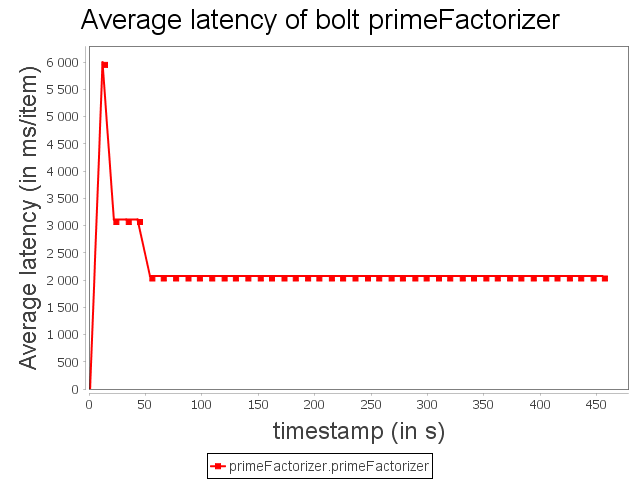 Average latency of bolt primeFactorizer
Average latency (in ms/item)
6 000
5 500
5 000
4 500
4 000
3 500
3 000
2 500
2 000
1 500
1 000
500
0
0 50 100 150 200 250 300 350 400 450
timestamp (in s)
primeFactorizer.primeFactorizer